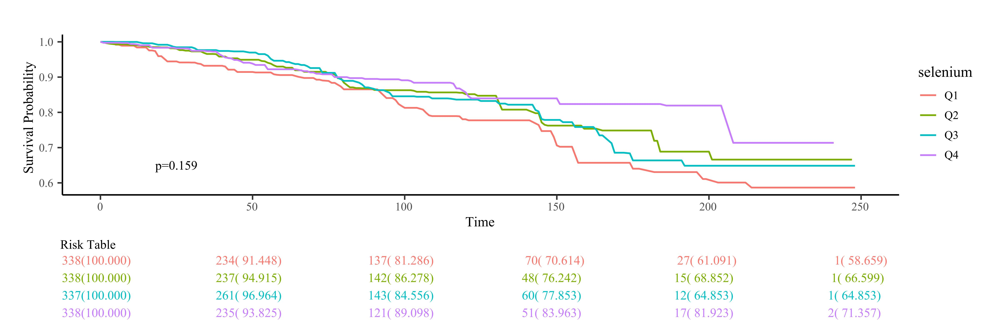 1.0
0.9
0.8
0.7
0.6
Survival Probability
p=0.159
0 50 100 150 200 250
Time
selenium
Q1
Q2
Q3
Q4
Risk Table
338(100.000) 234( 91.448) 137( 81.286) 70( 70.614) 27( 61.091) 1( 58.659)
338(100.000) 237( 94.915) 142( 86.278) 48( 76.242) 15( 68.852) 1( 66.599)
337(100.000) 261( 96.964) 143( 84.556) 60( 77.853) 12( 64.853) 1( 64.853)
338(100.000) 235( 93.825) 121( 89.098) 51( 83.963) 17( 81.923) 2( 71.357)